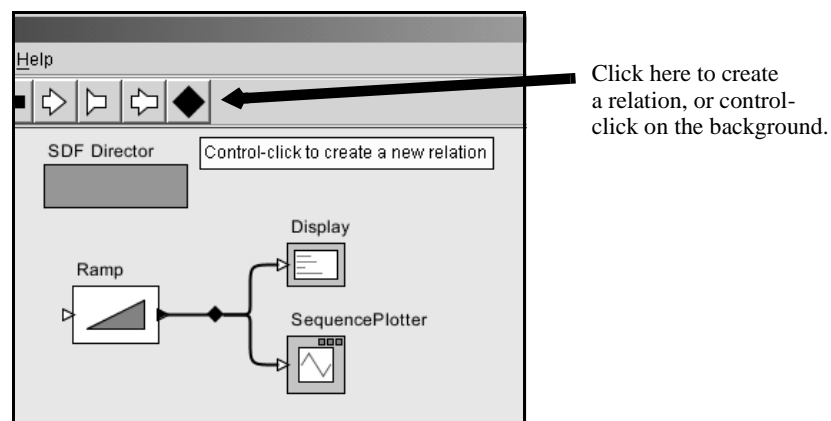 Help
Click here to create
a relation, or control-
click on the background.
SDF Director
Control-click to create a new relation
Display
Ramp
SequencePlotter